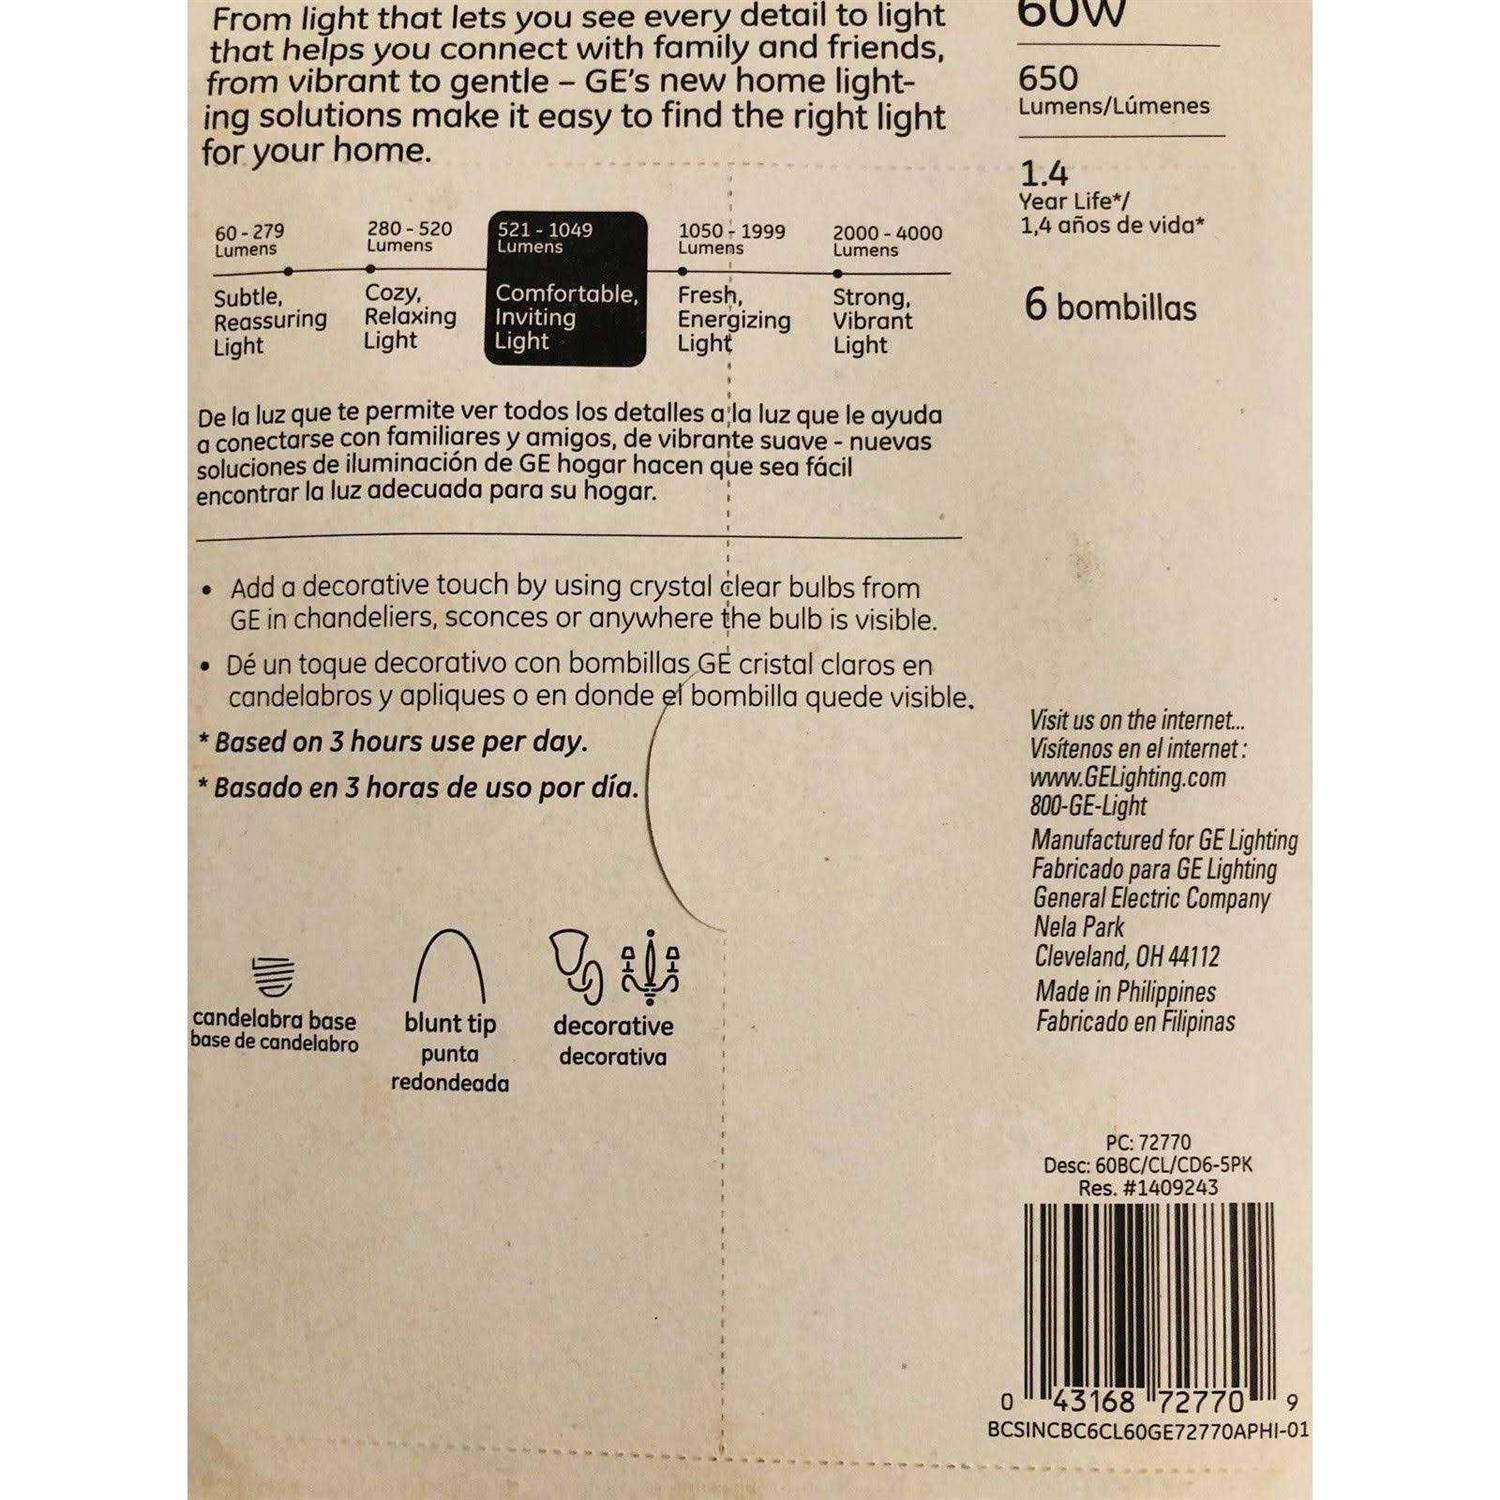 From light that lets you see every detail to light
that helps you connect with family and friends,
from vibrant to gentle – GE's new home light-
ing solutions make it easy to find the right light
for your home.
60 - 279
Lumens
Subtle,
Reassuring
Light
280 - 520
Lumens
Cozy,
Relaxing
Light
521 - 1049
Lumens
Comfortable,
Inviting
Light
1050 - 1999
Lumens
Fresh,
Energizing
Light
2000 - 4000
Lumens
Strong,
Vibrant
Light
De la luz que te permite ver todos los detalles a la luz que le ayuda
a conectarse con familiares y amigos, de vibrante suave - nuevas
soluciones de iluminación de GE hogar hacen que sea fácil
encontrar la luz adecuada para su hogar.
• Add a decorative touch by using crystal clear bulbs from
GE in chandeliers, sconces or anywhere the bulb is visible.
• Dé un toque decorativo con bombillas GE cristal claros en
candelabros y apliques o en donde el bombilla quede visible.
* Based on 3 hours use per day.
* Basado en 3 horas de uso por día.
candelabra base
base de candelabro
blunt tip
punta
redondeada
decorative
decorativa
60W
650
Lumens/Lúmenes
1.4
Year Life*/
1,4 años de vida*
6 bombillas
Visit us on the internet...
Visítenos en el internet:
www.GELighting.com
800-GE-Light
Manufactured for GE Lighting
Fabricado para GE Lighting
General Electric Company
Nela Park
Cleveland, OH 44112
Made in Philippines
Fabricado en Filipinas
PC: 72770
Desc: 60BC/CL/CD6-5PK
Res. #1409243
0 43168 72770 9
BCSINCBC6CL60GE72770APHI-01